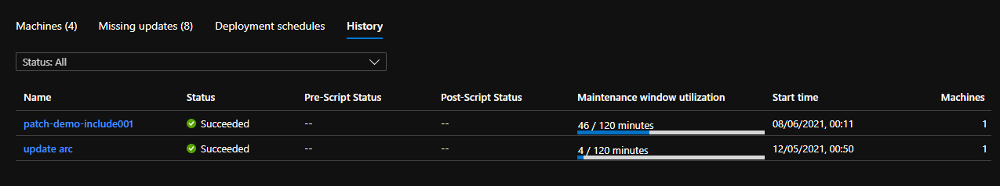 Machines (4) Missing updates (8) Deployment schedules History
Status: All
Name Status Pre-Script Status Post-Script Status Maintenance window utilization Start time Machines
patch-demo-include001 Succeeded -- -- 46 / 120 minutes 08/06/2021, 00:11 1
update arc Succeeded -- -- 4 / 120 minutes 12/05/2021, 00:50 1